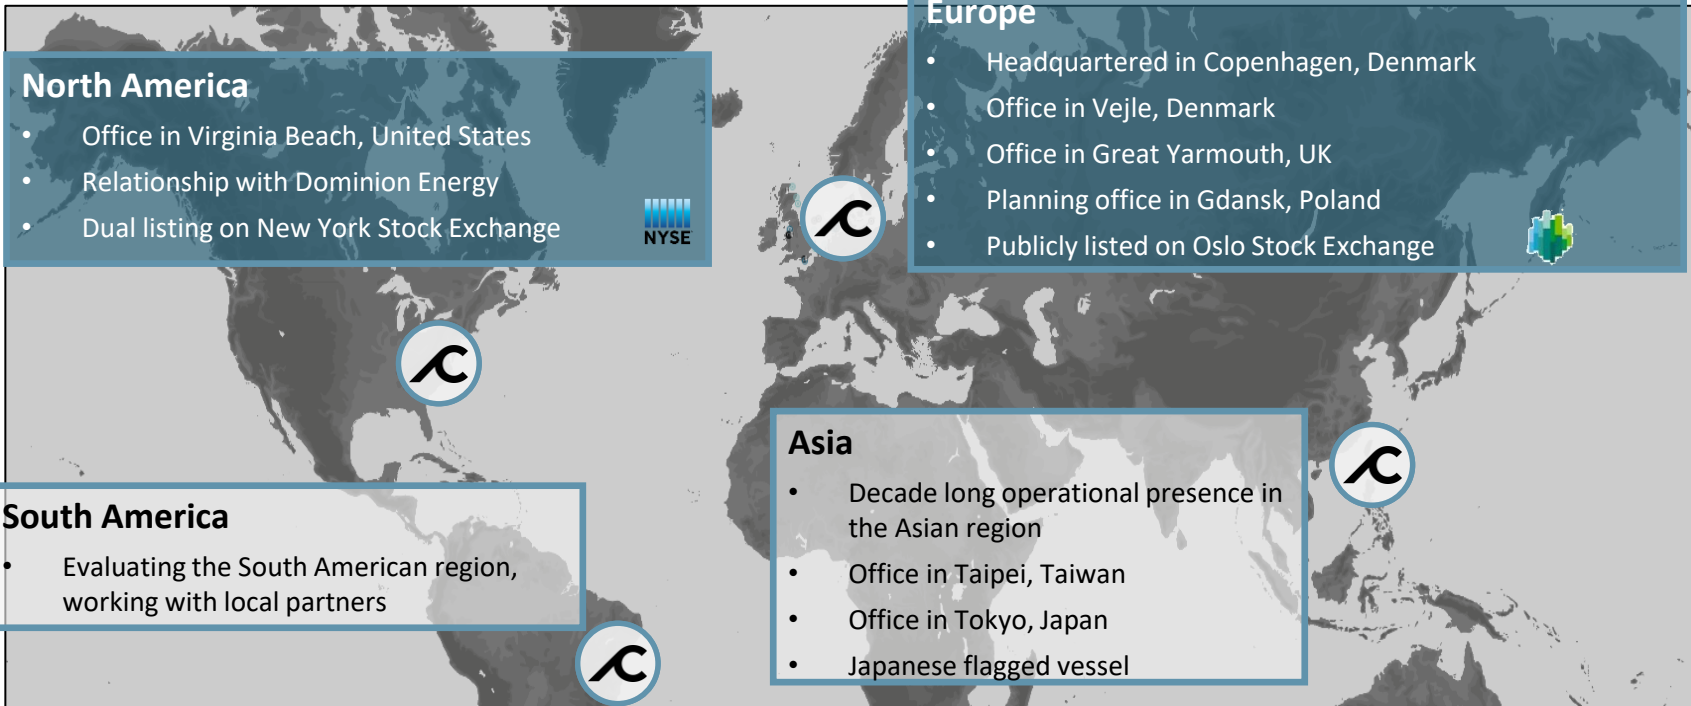 North America
• Office in Virginia Beach, United States
• Relationship with Dominion Energy
• Dual listing on New York Stock Exchange
NYSE
Europe
• Headquartered in Copenhagen, Denmark
• Office in Vejle, Denmark
• Office in Great Yarmouth, UK
• Planning office in Gdansk, Poland
• Publicly listed on Oslo Stock Exchange
South America
• Evaluating the South American region,
working with local partners
Asia
• Decade long operational presence in
the Asian region
• Office in Taipei, Taiwan
• Office in Tokyo, Japan
• Japanese flagged vessel